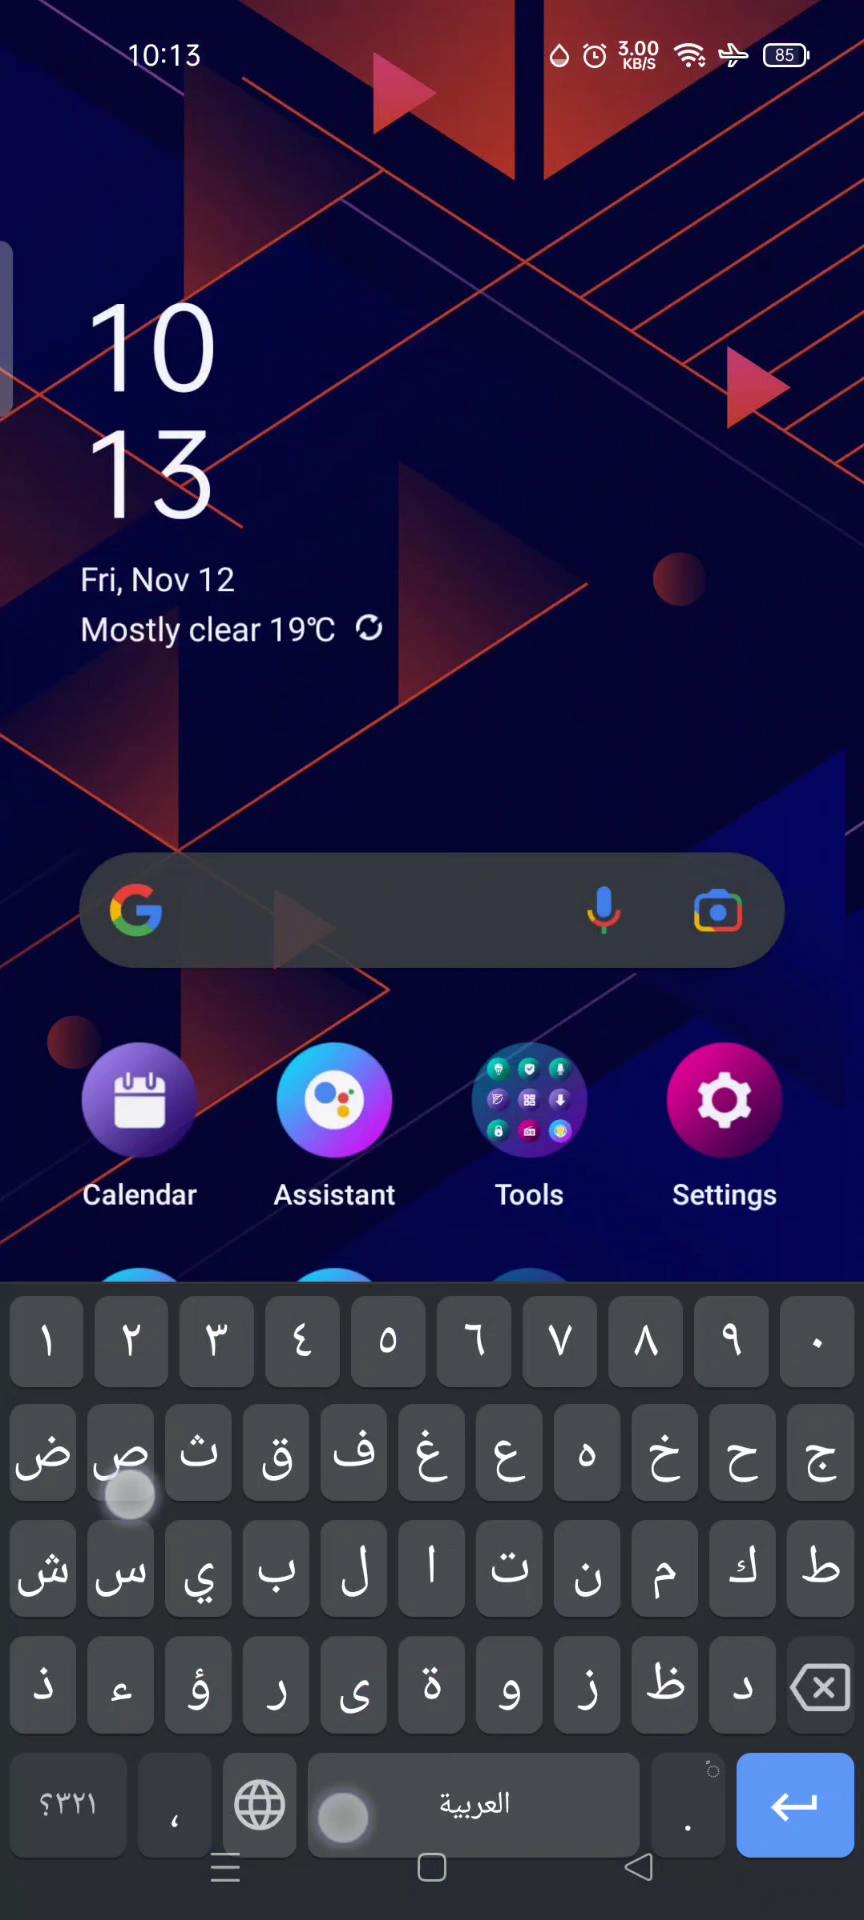 10:13
3.00
KB/S
85
10
13
Fri, Nov 12
Mostly clear 19°C
Calendar
Assistant
Tools
Settings
١ ٢ ٣ ٤ ٥ ٦ ٧ ٨ ٩ ٠
ض ص ث ق ف غ ع ه خ ح ج
ش س ي ب ل ا ت ن م ك ط
ذ ء ؤ ر ى ة و ز ظ د
؟٣٢١ ، العربية .